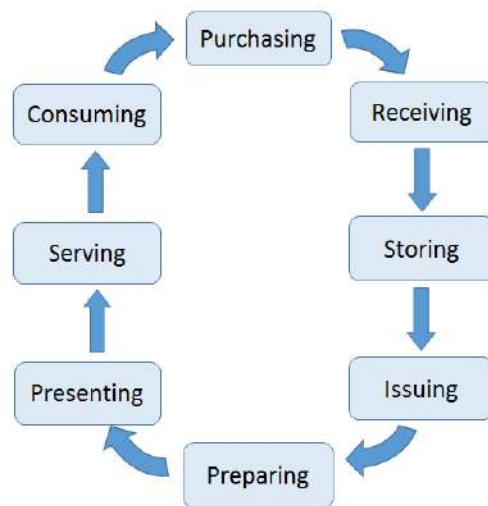 Purchasing
Receiving
Storing
Issuing
Preparing
Presenting
Serving
Consuming